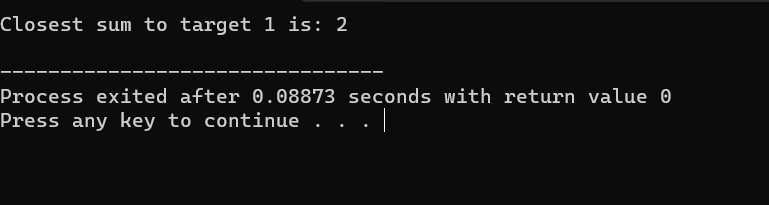 Closest sum to target 1 is: 2
--------------------------------
Process exited after 0.08873 seconds with return value 0
Press any key to continue . . .